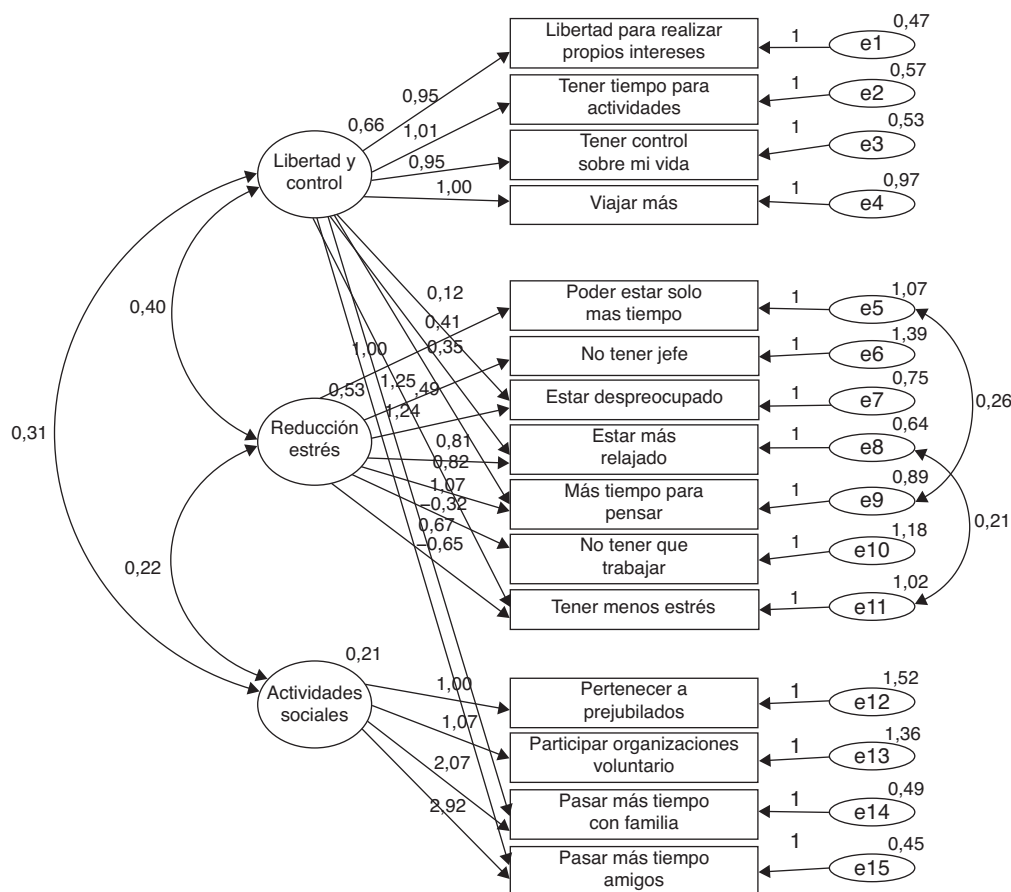 Libertad para realizar
propios intereses
1
e1
0,47
Tener tiempo para
actividades
1
e2
0,57
Tener control
sobre mi vida
1
e3
0,53
Viajar más
1
e4
0,97
0,95
1,01
0,95
1,00
0,66
Libertad y
control
0,31
0,40
0,22
Poder estar solo
mas tiempo
1
e5
1,07
No tener jefe
1
e6
1,39
Estar despreocupado
1
e7
0,75
Estar más
relajado
1
e8
0,64
Más tiempo para
pensar
1
e9
0,89
No tener que
trabajar
1
e10
1,18
Tener menos estrés
1
e11
1,02
0,26
0,21
0,12
0,41
0,35
1,00
1,25
,49
1,24
0,53
Reducción
estrés
0,81
0,82
1,07
–0,32
0,67
–0,65
0,21
Actividades
sociales
1,00
1,07
2,07
2,92
Pertenecer a
prejubilados
1
e12
1,52
Participar organizaciones
voluntario
1
e13
1,36
Pasar más tiempo
con familia
1
e14
0,49
Pasar más tiempo
amigos
1
e15
0,45